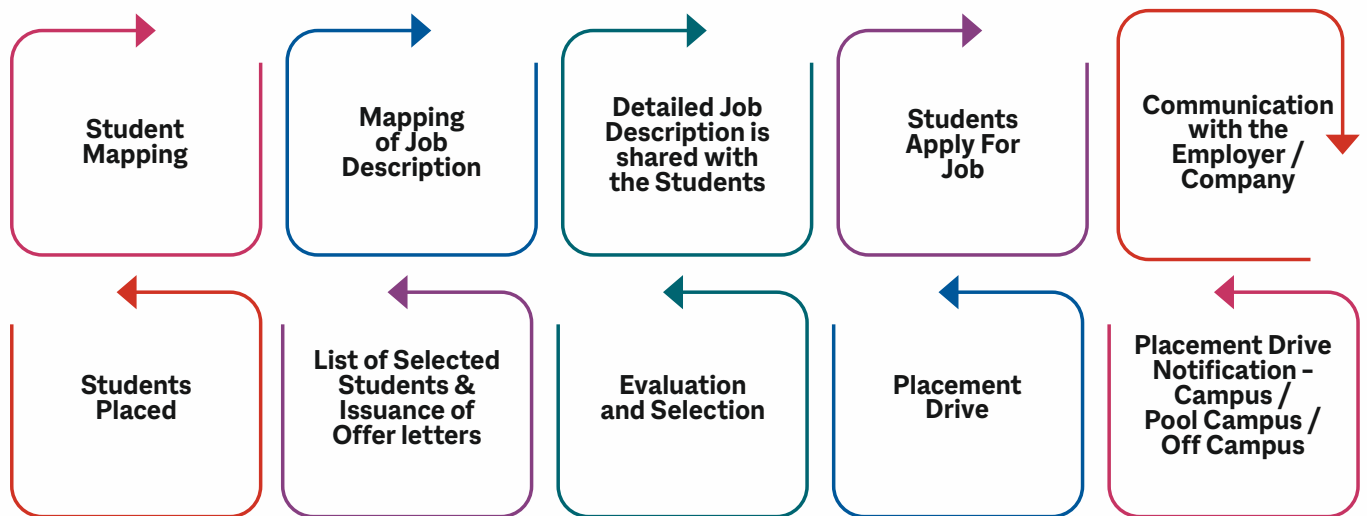 Student
Mapping
Mapping
of Job
Description
Detailed Job
Description is
shared with
the Students
Students
Apply For
Job
Communication
with the
Employer /
Company
Placement Drive
Notification –
Campus /
Pool Campus /
Off Campus
Placement
Drive
Evaluation
and Selection
List of Selected
Students &
Issuance of
Offer letters
Students
Placed